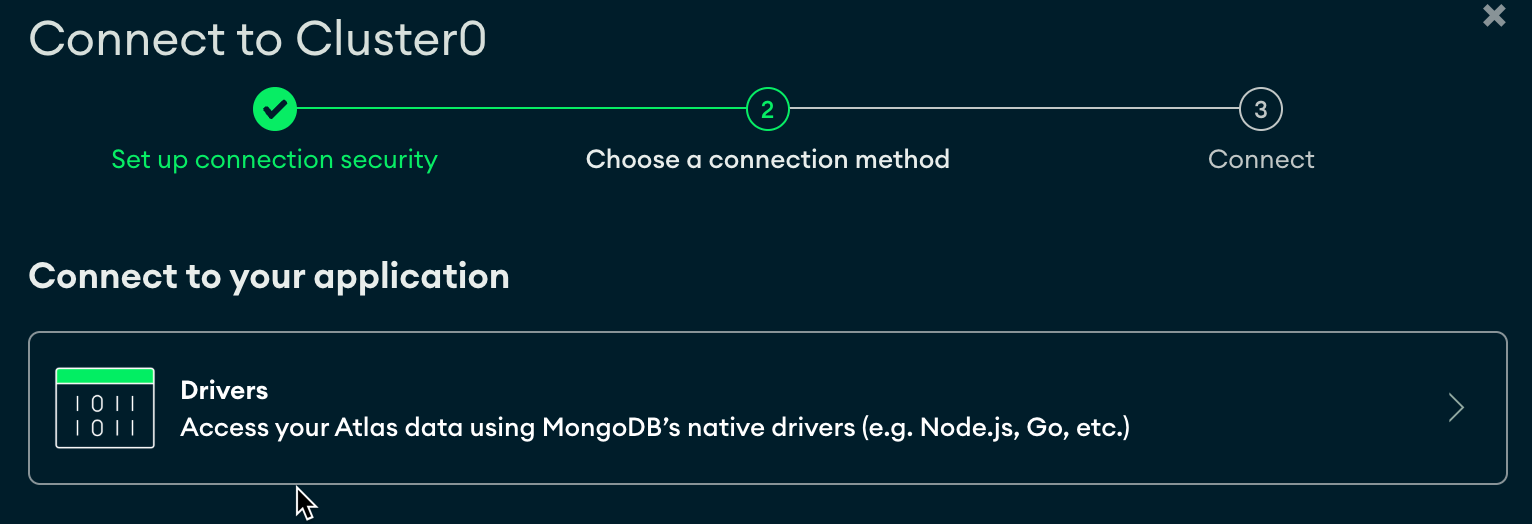 Connect to Cluster0
2
3
Set up connection security
Choose a connection method
Connect
Connect to your application
1011
1011
Drivers
Access your Atlas data using MongoDB's native drivers (e.g. Node.js, Go, etc.)